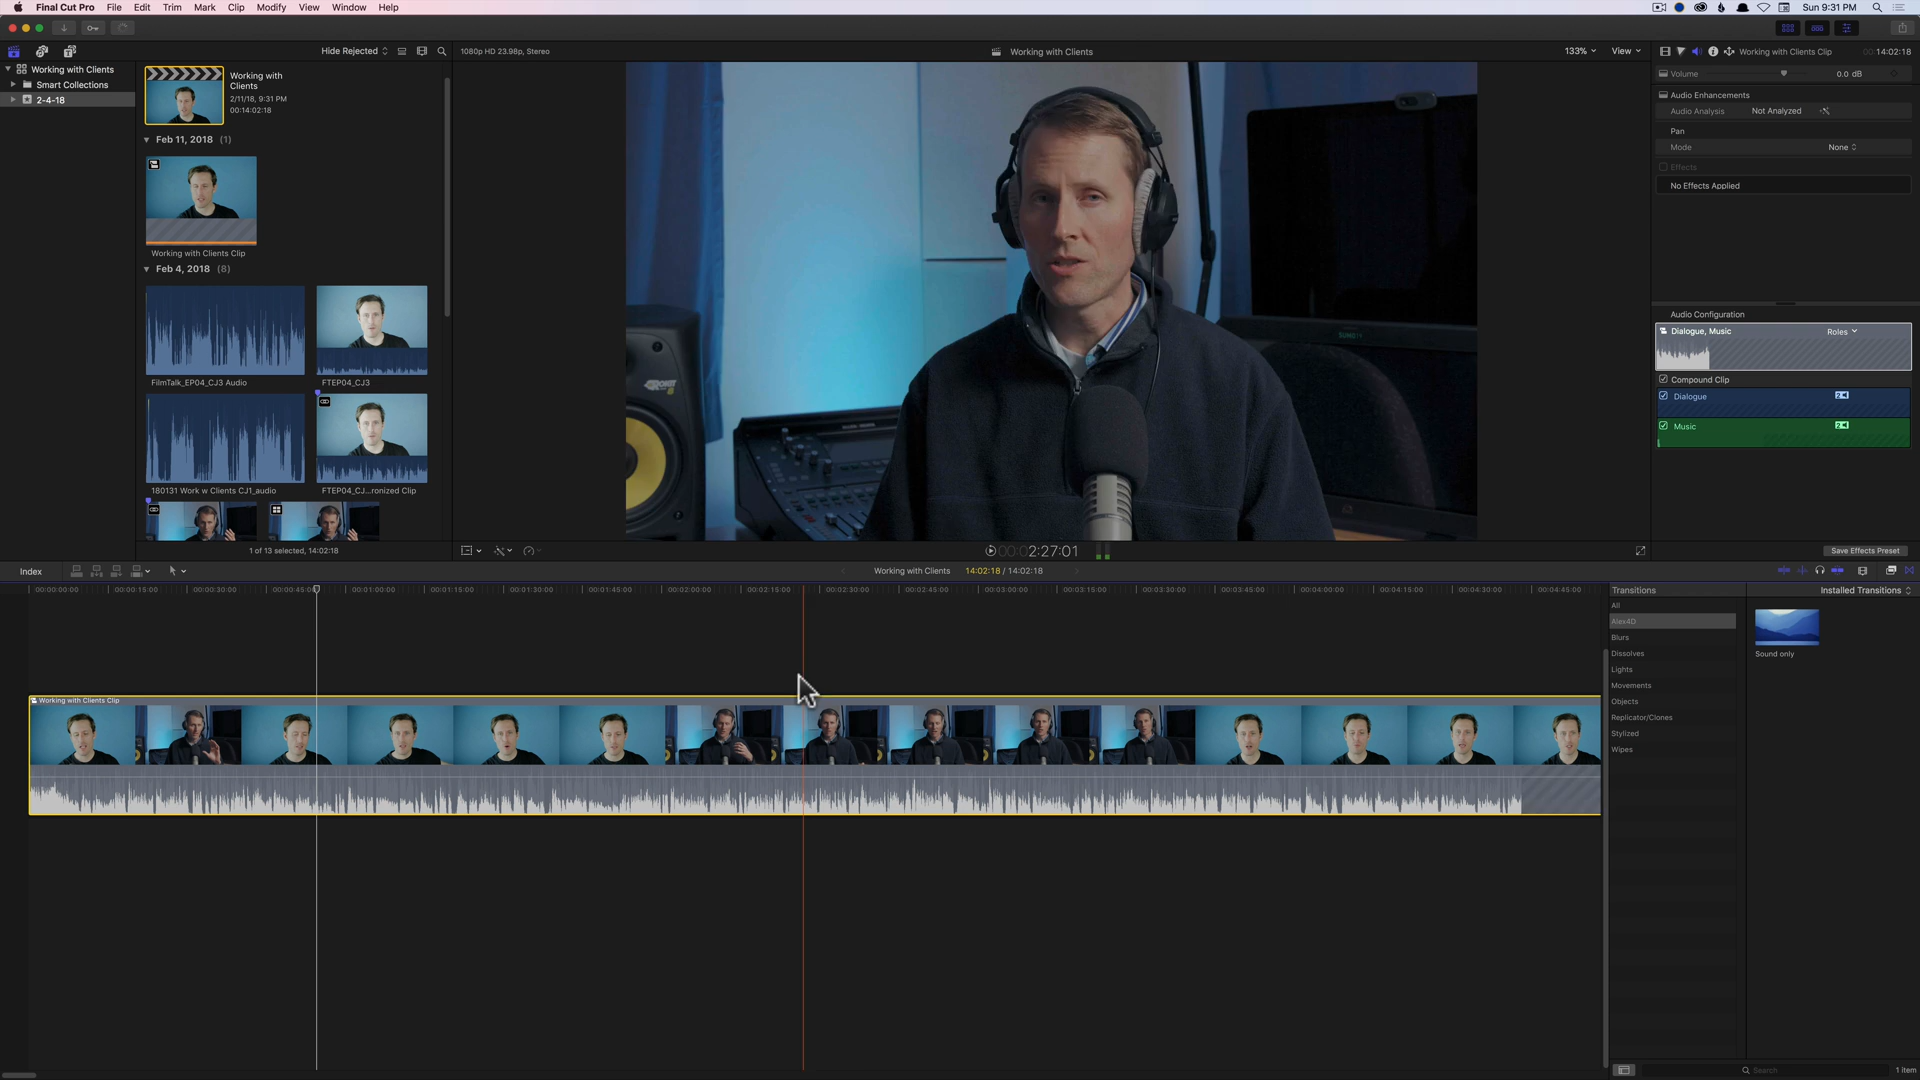 Final Cut Pro File Edit Trim Mark Clip Modify View Window Help Sun 9:31 PM
Hide Rejected 1080p HD 23.98p, Stereo Working with Clients 133% View Working with Clients Clip 00:14:02:18
Working with Clients
Smart Collections
2-4-18
Working with
Clients
2/11/18, 9:31 PM
00:14:02:18
Feb 11, 2018 (1)
Working with Clients Clip
Feb 4, 2018 (8)
FilmTalk_EP04_CJ3 Audio FTEP04_CJ3
180131 Work w Clients CJ1_audio FTEP04_CJ...ronized Clip
1 of 13 selected, 14:02:18
KRK
00:00:2:27:01
Volume 0.0 dB
Audio Enhancements
Audio Analysis Not Analyzed
Pan
Mode None
Effects
No Effects Applied
Audio Configuration
Dialogue, Music Roles
Compound Clip
Dialogue 2
Music 2
Save Effects Preset
Index Working with Clients 14:02:18 / 14:02:18
00:00:00:00 00:00:15:00 00:00:30:00 00:00:45:00 00:01:00:00 00:01:15:00 00:01:30:00 00:01:45:00 00:02:00:00 00:02:15:00 00:02:30:00 00:02:45:00 00:03:00:00 00:03:15:00 00:03:30:00 00:03:45:00 00:04:00:00 00:04:15:00 00:04:30:00 00:04:45:00
Working with Clients Clip
Transitions Installed Transitions
All
Alex4D
Blurs
Dissolves
Lights
Movements
Objects
Replicator/Clones
Stylized
Wipes
Sound only
Search 1 item